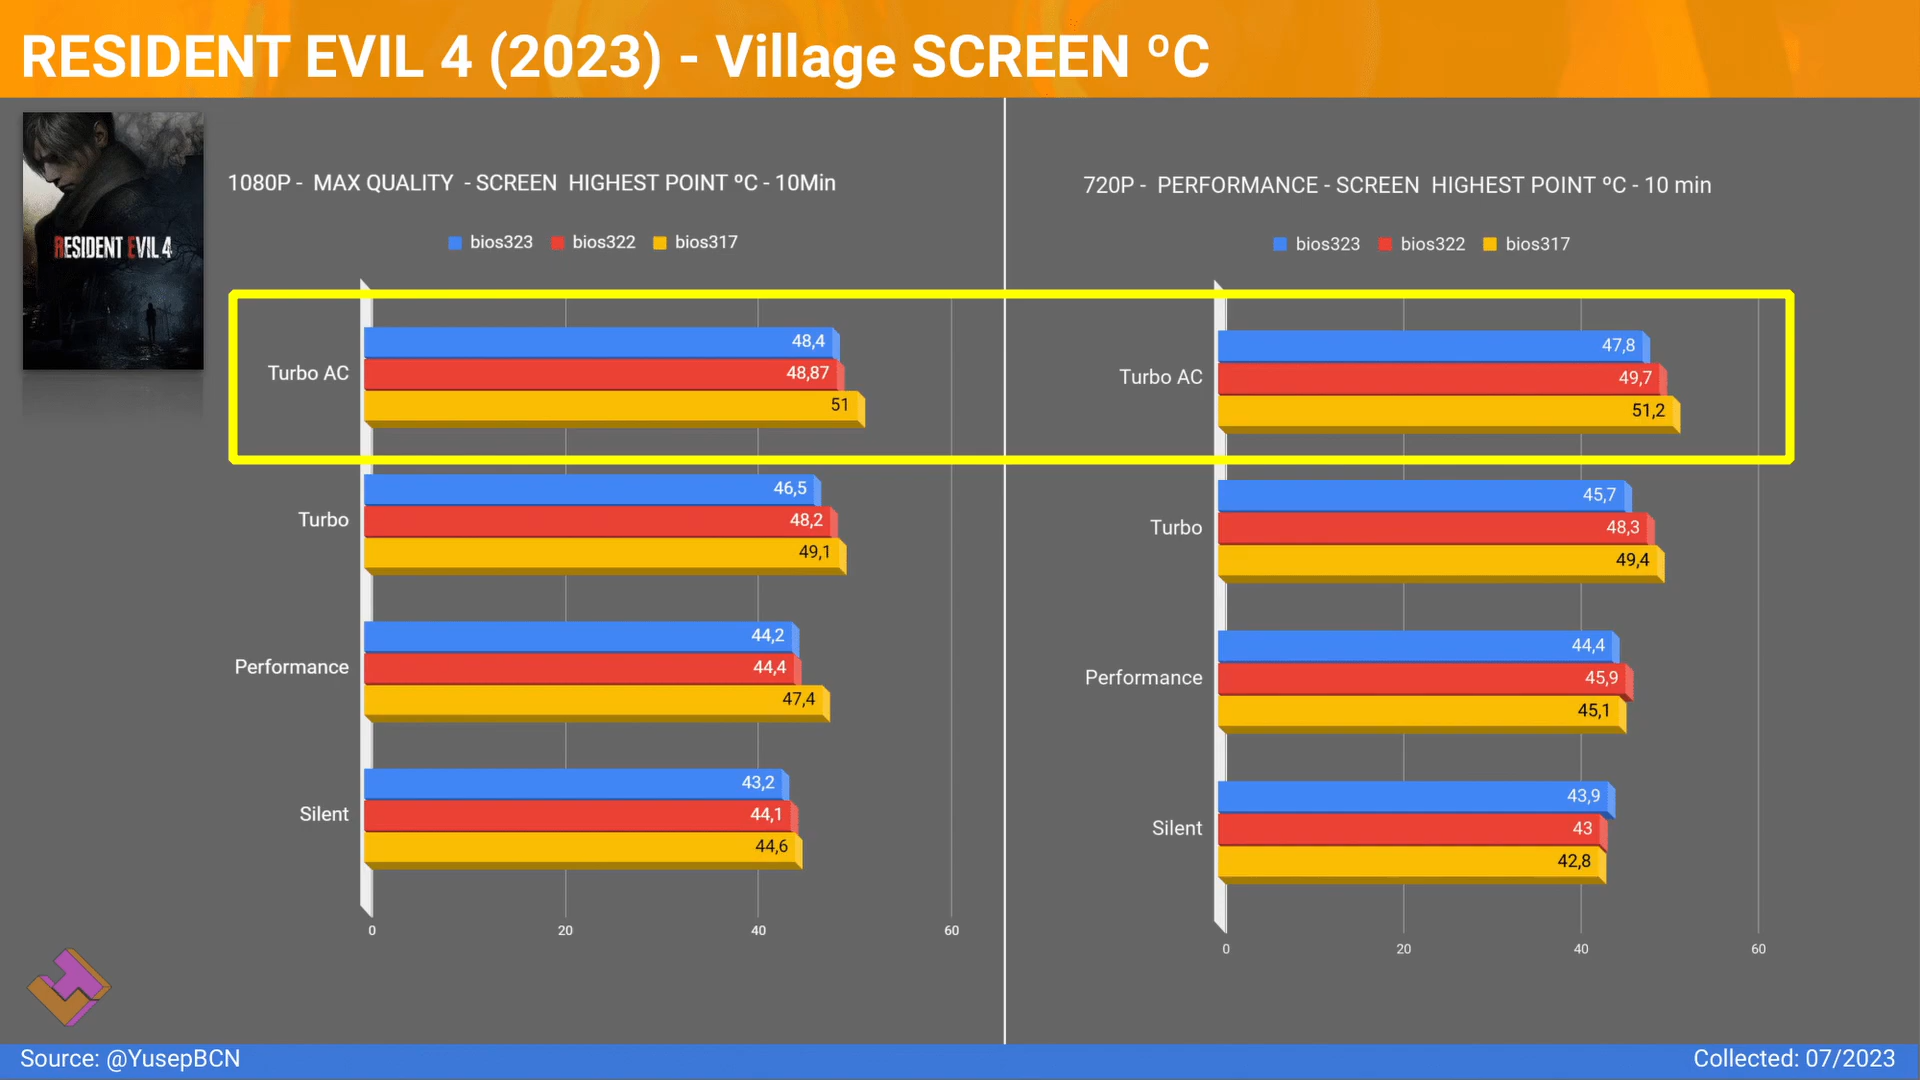 RESIDENT EVIL 4 (2023) - Village SCREEN ºC
RESIDENT EVIL 4
1080P - MAX QUALITY - SCREEN HIGHEST POINT ºC - 10Min
bios323 bios322 bios317
Turbo AC
48,4
48,87
51
Turbo
46,5
48,2
49,1
Performance
44,2
44,4
47,4
Silent
43,2
44,1
44,6
0 20 40 60
720P - PERFORMANCE - SCREEN HIGHEST POINT ºC - 10 min
bios323 bios322 bios317
Turbo AC
47,8
49,7
51,2
Turbo
45,7
48,3
49,4
Performance
44,4
45,9
45,1
Silent
43,9
43
42,8
0 20 40 60
Source: @YusepBCN
Collected: 07/2023